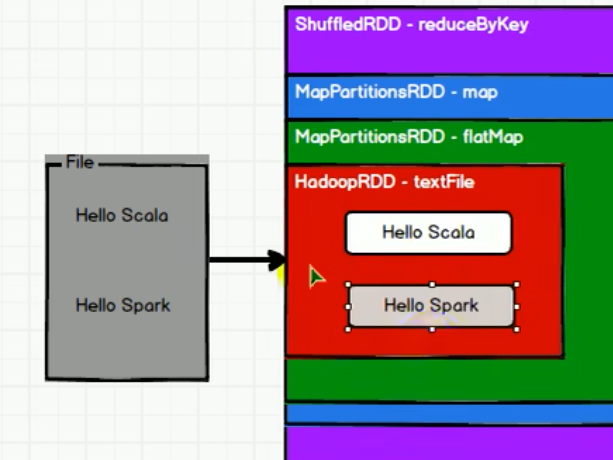 ShuffledRDD - reduceByKey
MapPartitionsRDD - map
MapPartitionsRDD - flatMap
File
HadoopRDD - textFile
Hello Scala
Hello Scala
Hello Spark
Hello Spark